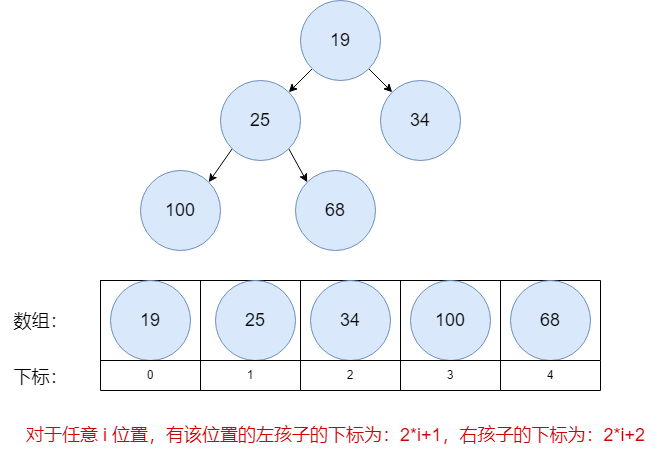 19
25 34
100 68
数组： 19 25 34 100 68
下标： 0 1 2 3 4
对于任意 i 位置，有该位置的左孩子的下标为：2*i+1，右孩子的下标为：2*i+2